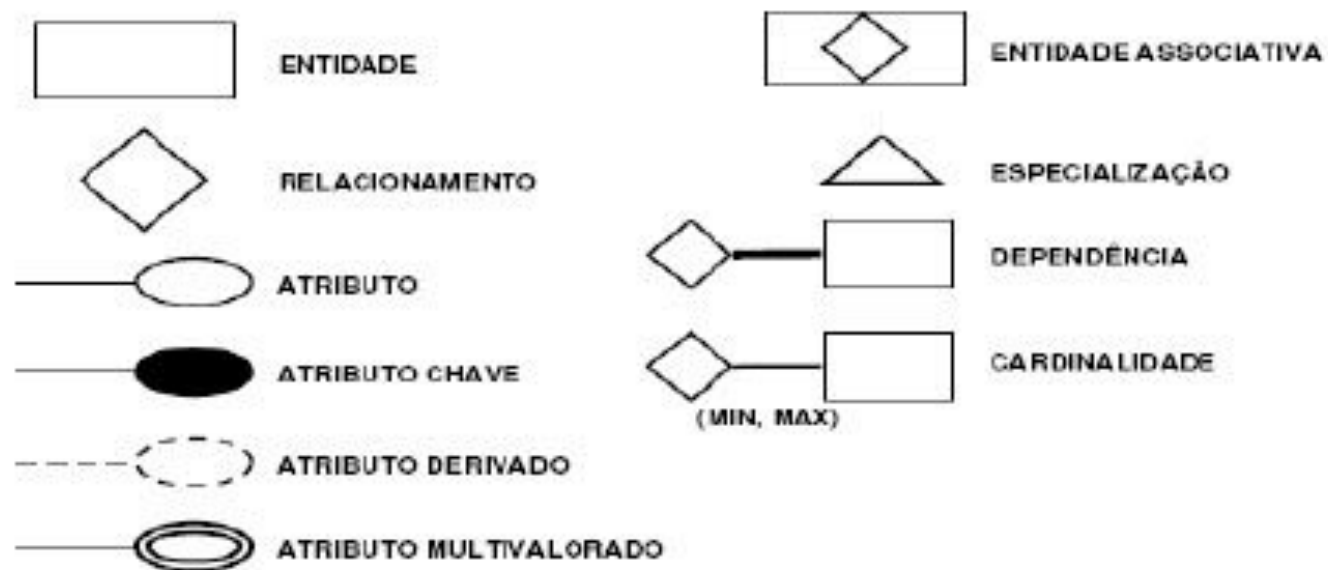 ENTIDADE
RELACIONAMENTO
ATRIBUTO
ATRIBUTO CHAVE
ATRIBUTO DERIVADO
ATRIBUTO MULTIVALORADO
ENTIDADE ASSOCIATIVA
ESPECIALIZAÇÃO
DEPENDÊNCIA
CARDINALIDADE
(MIN, MAX)